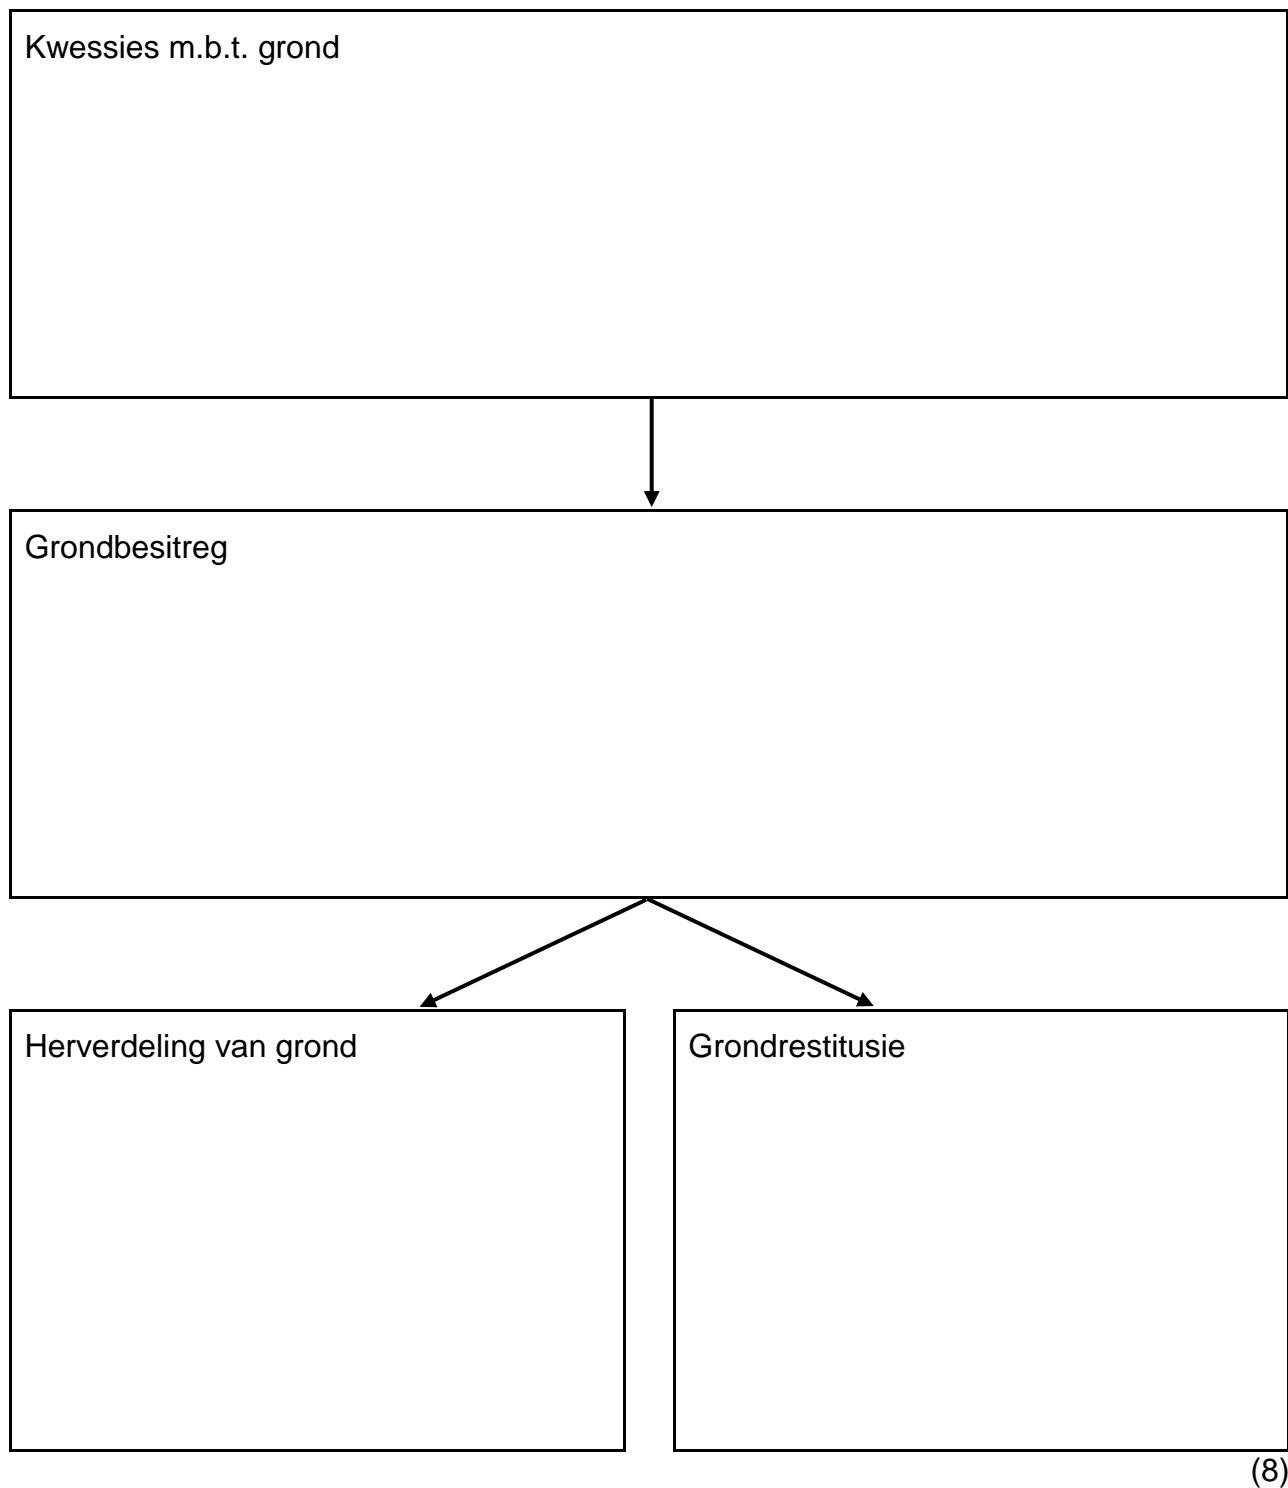 Kwessies m.b.t. grond
Grondbesitreg
Herverdeling van grond
Grondrestitusie
(8)